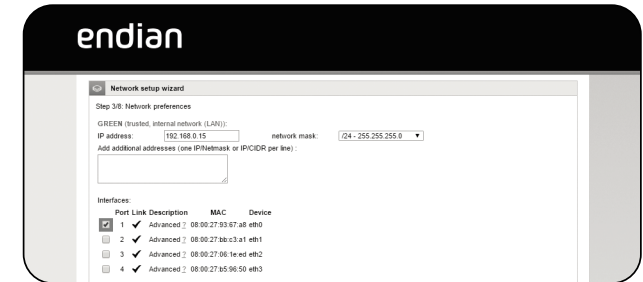 endian
Network setup wizard
Step 3/8: Network preferences
GREEN (trusted, internal network (LAN)):
IP address: 192.168.0.15 network mask: /24 - 255.255.255.0
Add additional addresses (one IP/Netmask or IP/CIDR per line) :
Interfaces:
Port Link Description MAC Device
1 Advanced ? 08:00:27:93:67:a8 eth0
2 Advanced ? 08:00:27:bb:c3:a1 eth1
3 Advanced ? 08:00:27:06:1e:ed eth2
4 Advanced ? 08:00:27:b5:96:50 eth3